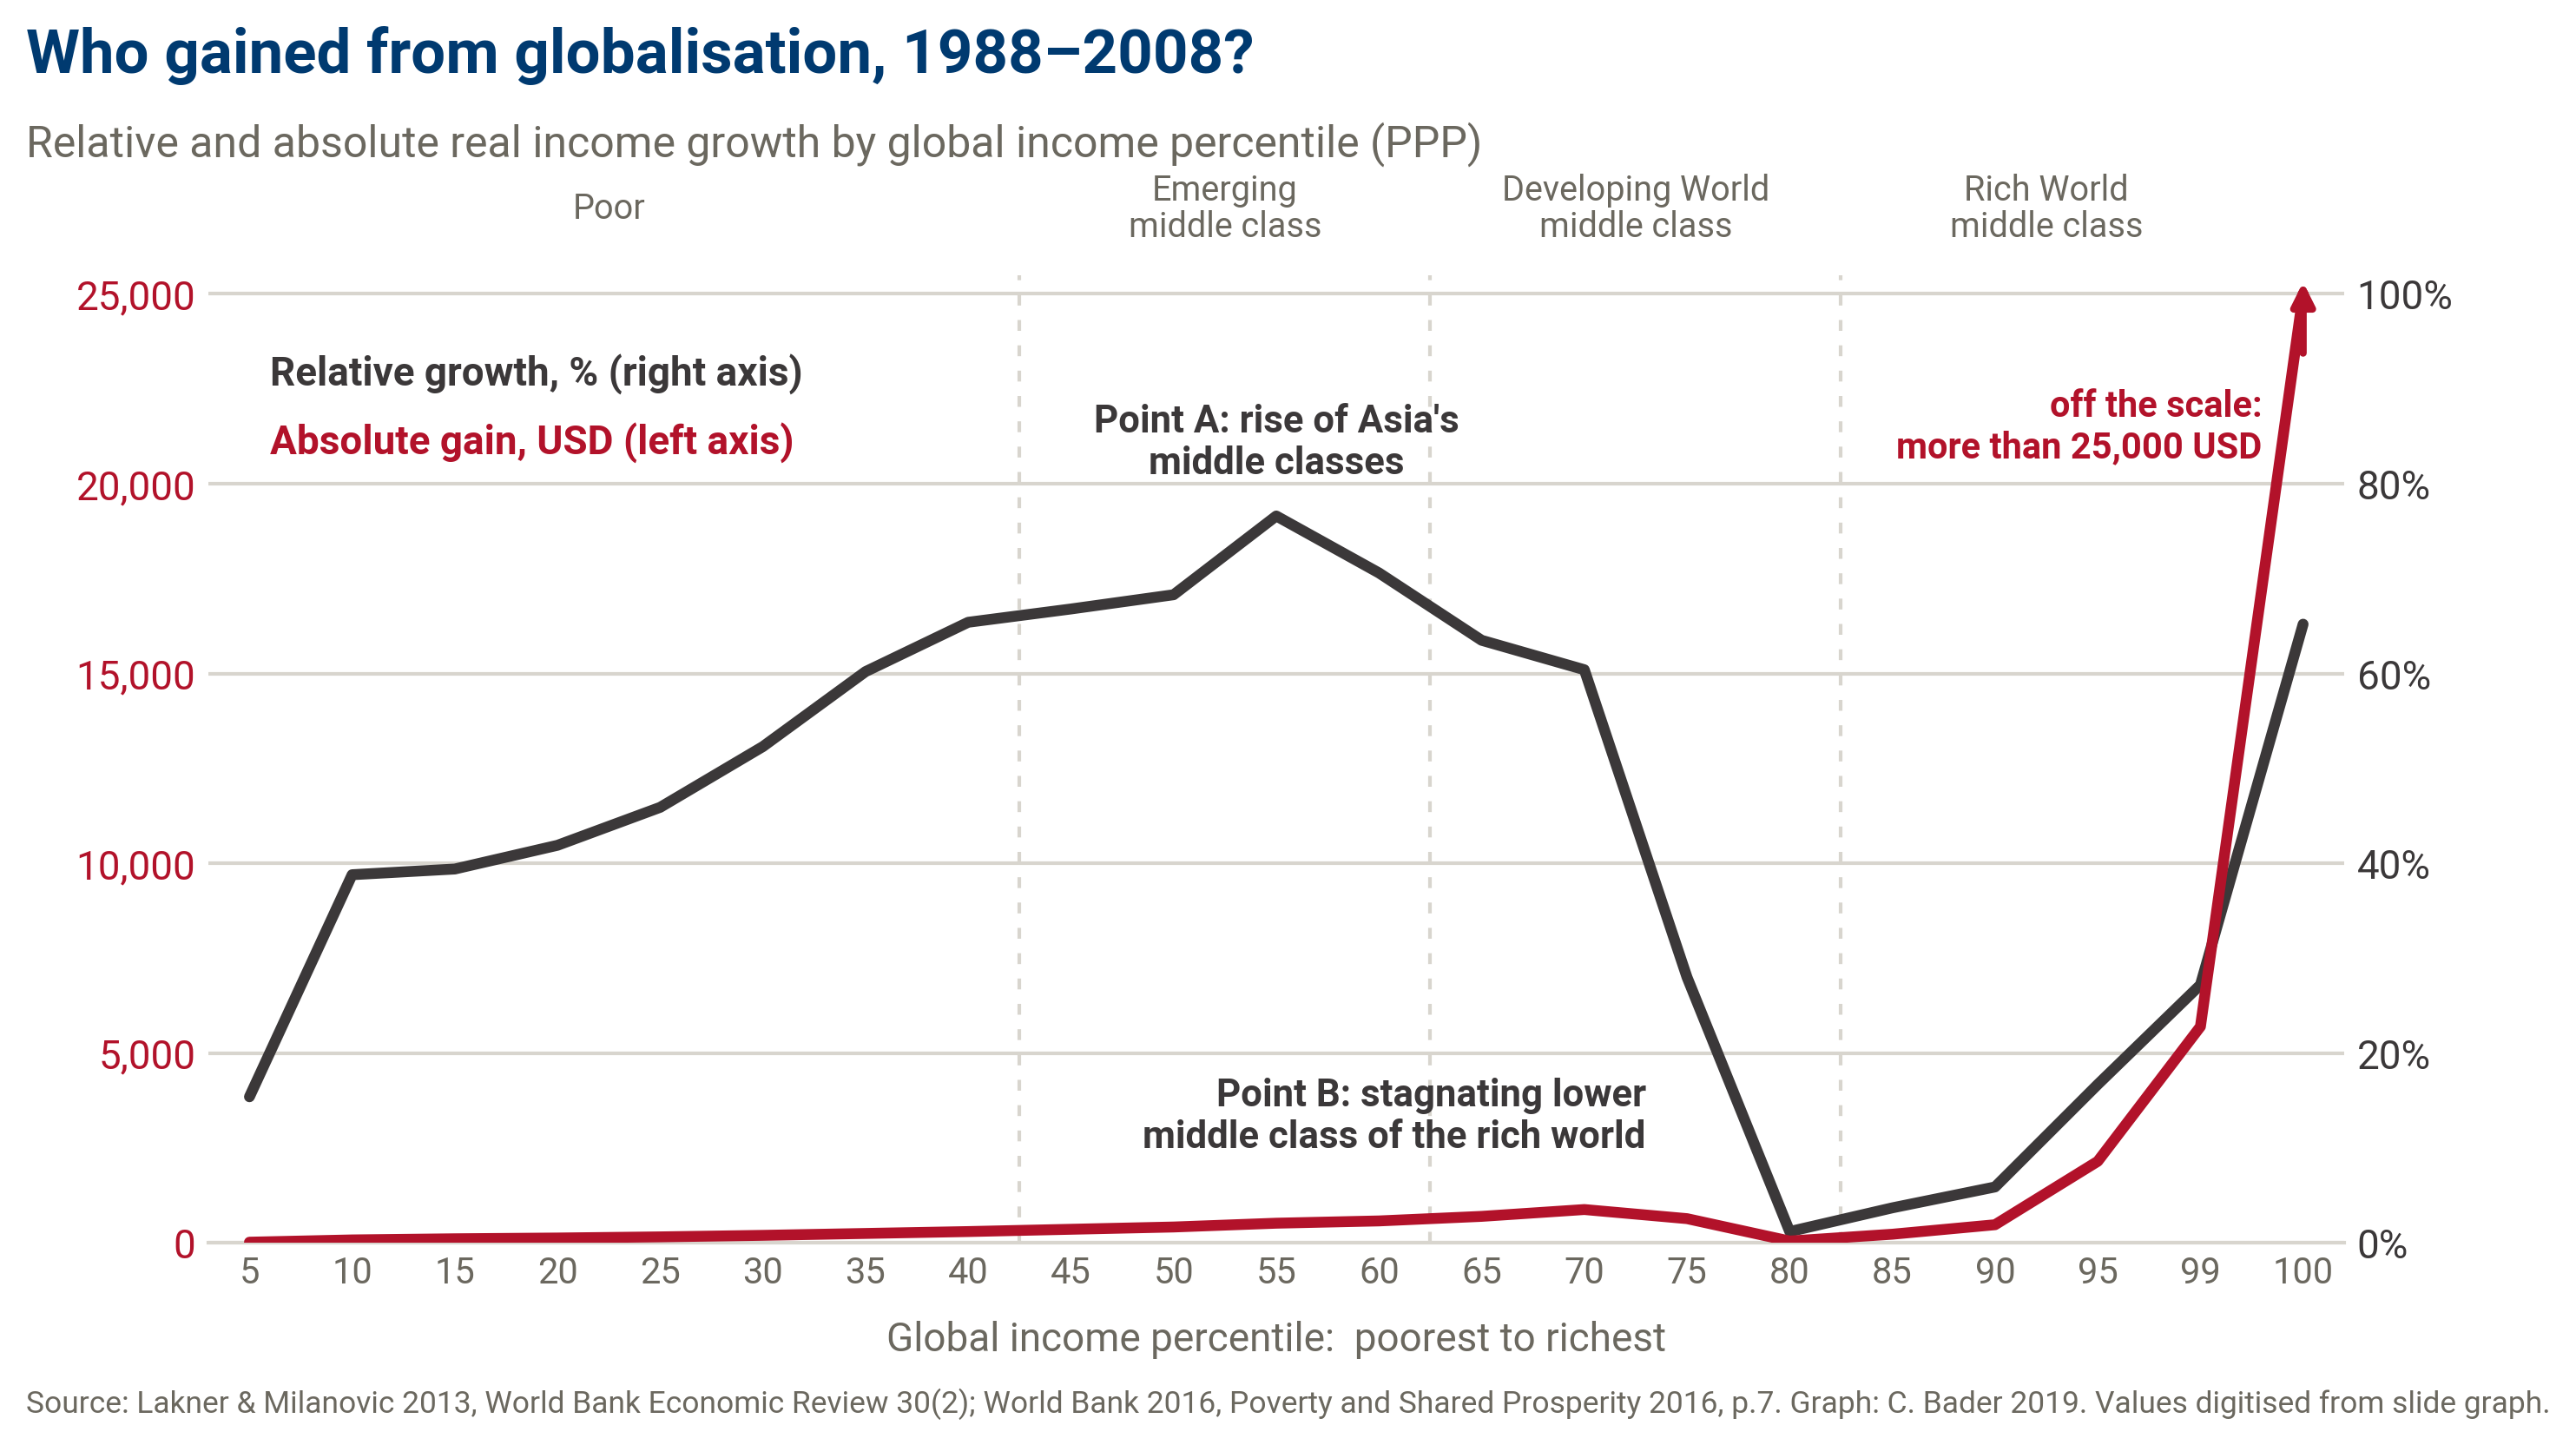 Who gained from globalisation, 1988–2008?
Relative and absolute real income growth by global income percentile (PPP)
Poor
Emerging
middle class
Developing World
middle class
Rich World
middle class
25,000
100%
Relative growth, % (right axis)
Absolute gain, USD (left axis)
Point A: rise of Asia's
middle classes
off the scale:
more than 25,000 USD
20,000
80%
15,000
60%
10,000
40%
5,000
20%
Point B: stagnating lower
middle class of the rich world
0
0%
5 10 15 20 25 30 35 40 45 50 55 60 65 70 75 80 85 90 95 99 100
Global income percentile: poorest to richest
Source: Lakner & Milanovic 2013, World Bank Economic Review 30(2); World Bank 2016, Poverty and Shared Prosperity 2016, p.7. Graph: C. Bader 2019. Values digitised from slide graph.